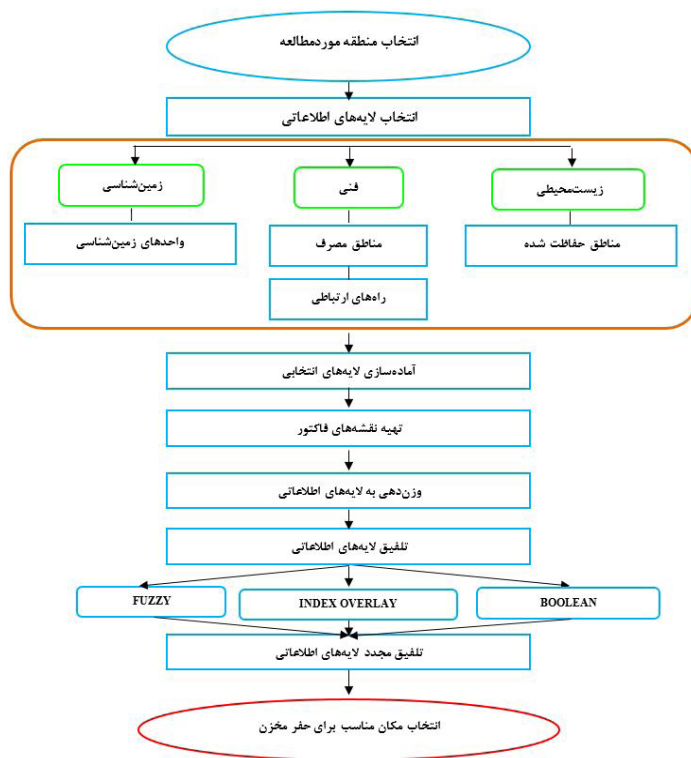 انتخاب منطقه موردمطالعه
انتخاب لایه‌های اطلاعاتی
زیست‌محیطی
فنی
زمین‌شناسی
مناطق حفاظت شده
مناطق مصرف
واحدهای زمین‌شناسی
راه‌های ارتباطی
آماده‌سازی لایه‌های انتخابی
تهیه نقشه‌های فاکتور
وزن‌دهی به لایه‌های اطلاعاتی
تلفیق لایه‌های اطلاعاتی
BOOLEAN
INDEX OVERLAY
FUZZY
تلفیق مجدد لایه‌های اطلاعاتی
انتخاب مکان مناسب برای حفر مخزن